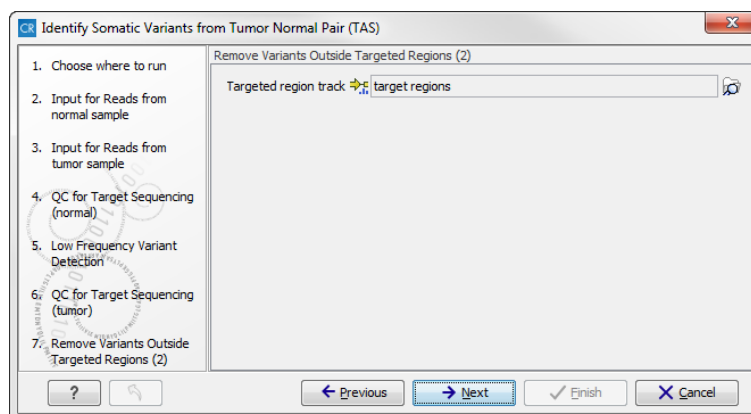 CR Identify Somatic Variants from Tumor Normal Pair (TAS)
1. Choose where to run
2. Input for Reads from
normal sample
3. Input for Reads from
tumor sample
4. QC for Target Sequencing
(normal)
5. Low Frequency Variant
Detection
6. QC for Target Sequencing
(tumor)
7. Remove Variants Outside
Targeted Regions (2)
Remove Variants Outside Targeted Regions (2)
Targeted region track target regions
? Previous Next Finish Cancel